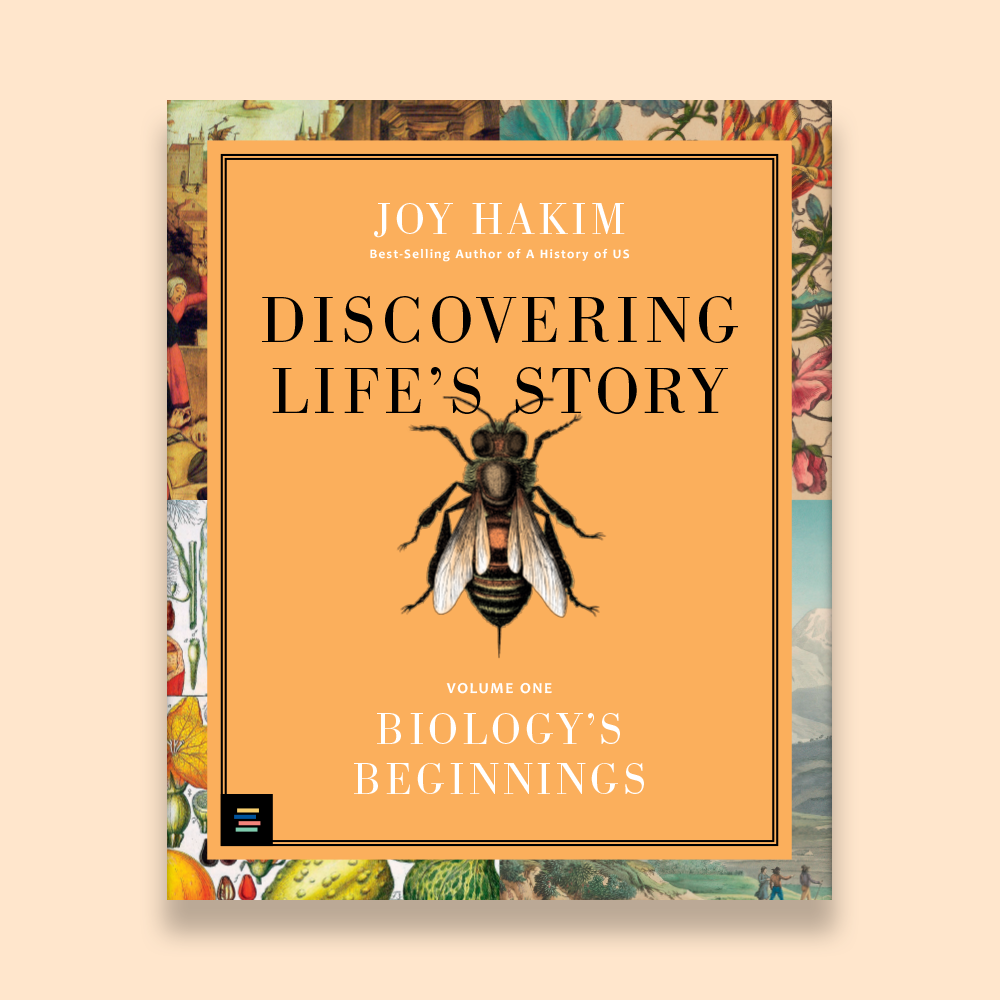 JOY HAKIM
Best-Selling Author of A History of US
DISCOVERING
LIFE'S STORY
VOLUME ONE
BIOLOGY'S
BEGINNINGS